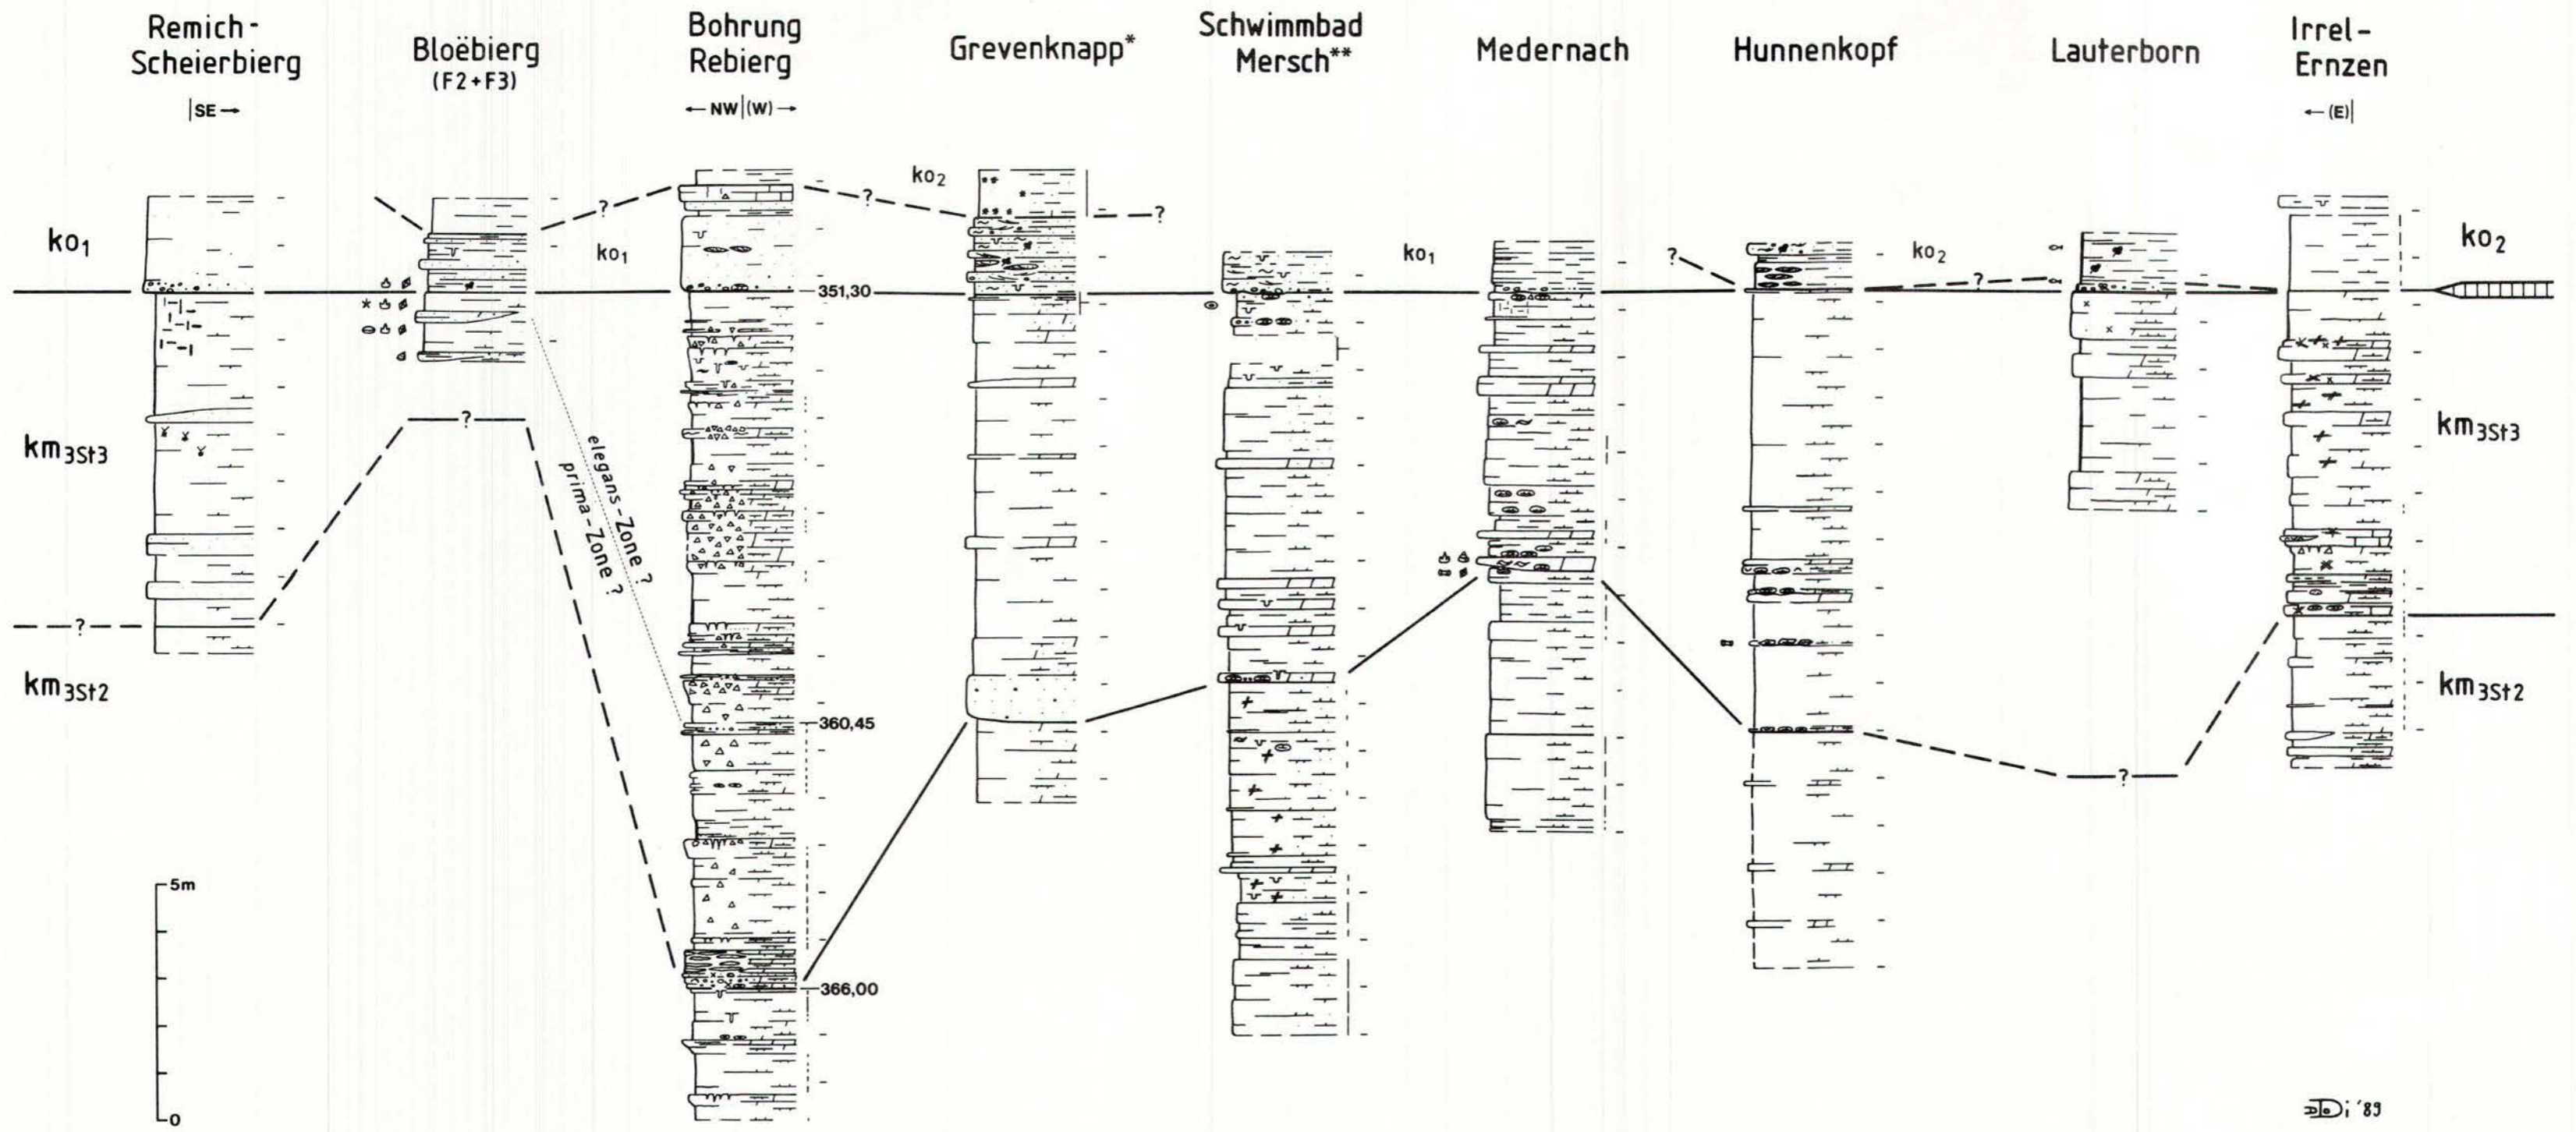 Remich-
Scheierbierg
|SE→
Bloëbierg
(F2+F3)
Bohrung
Rebierg
←NW|(W)→
Grevenknapp*
Schwimmbad
Mersch**
Medernach
Hunnenkopf
Lauterborn
Irrel-
Ernzen
←(E)|
ko₂
?
?
?
ko₁
ko₁
ko₁
?
ko₂
?
ko₂
351,30
km₃St3
?
elegans-Zone ?
prima-Zone ?
km₃St3
?
km₃St2
km₃St2
360,45
?
5m
366,00
0
Di '89